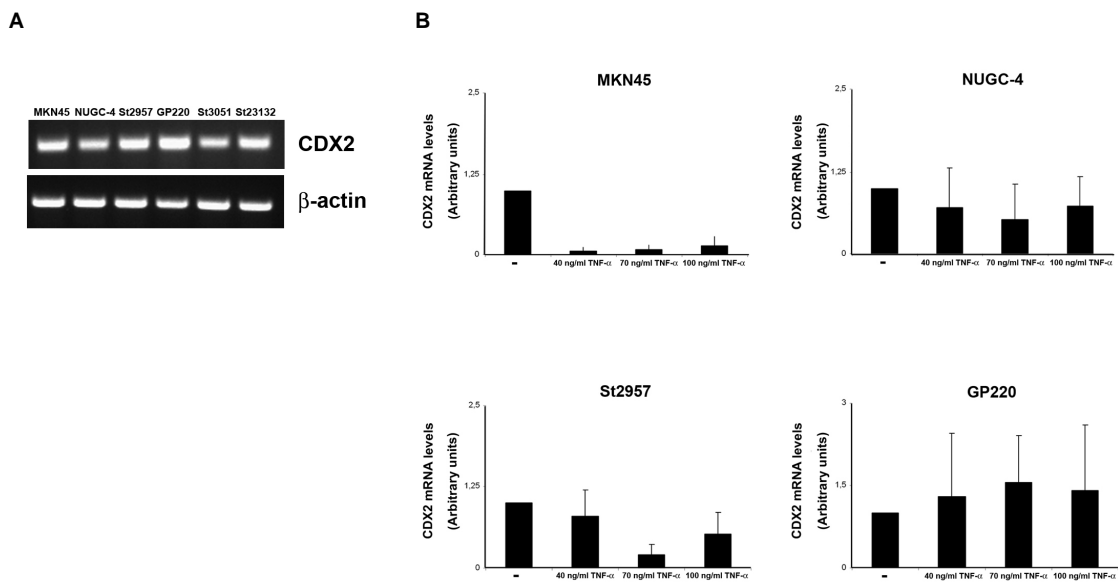 A
MKN45 NUGC-4 St2957 GP220 St3051 St23132
CDX2
β-actin
B
MKN45
CDX2 mRNA levels
(Arbitrary units)
2,5
1,25
0
-
40 ng/ml TNF-α
70 ng/ml TNF-α
100 ng/ml TNF-α
NUGC-4
CDX2 mRNA levels
(Arbitrary units)
2,5
1,25
0
-
40 ng/ml TNF-α
70 ng/ml TNF-α
100 ng/ml TNF-α
St2957
CDX2 mRNA levels
(Arbitrary units)
2,5
1,25
0
-
40 ng/ml TNF-α
70 ng/ml TNF-α
100 ng/ml TNF-α
GP220
CDX2 mRNA levels
(Arbitrary units)
3
1,5
0
-
40 ng/ml TNF-α
70 ng/ml TNF-α
100 ng/ml TNF-α